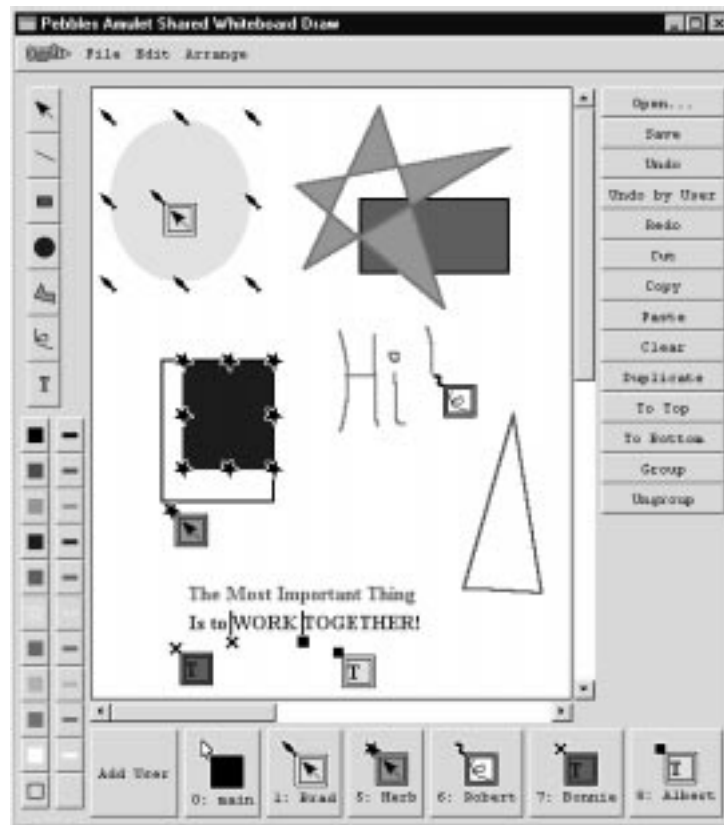 Pebbles Amulet Shared Whiteboard Draw
File Edit Arrange
Open...
Save
Undo
Undo by User
Redo
Cut
Copy
Paste
Clear
Duplicate
To Top
To Bottom
Group
Ungroup
T
Hi
The Most Important Thing
Is to WORK TOGETHER!
T
T
Add User
0: main
1: Brad
5: Herb
6: Robert
T
7: Bonnie
T
8: Albert